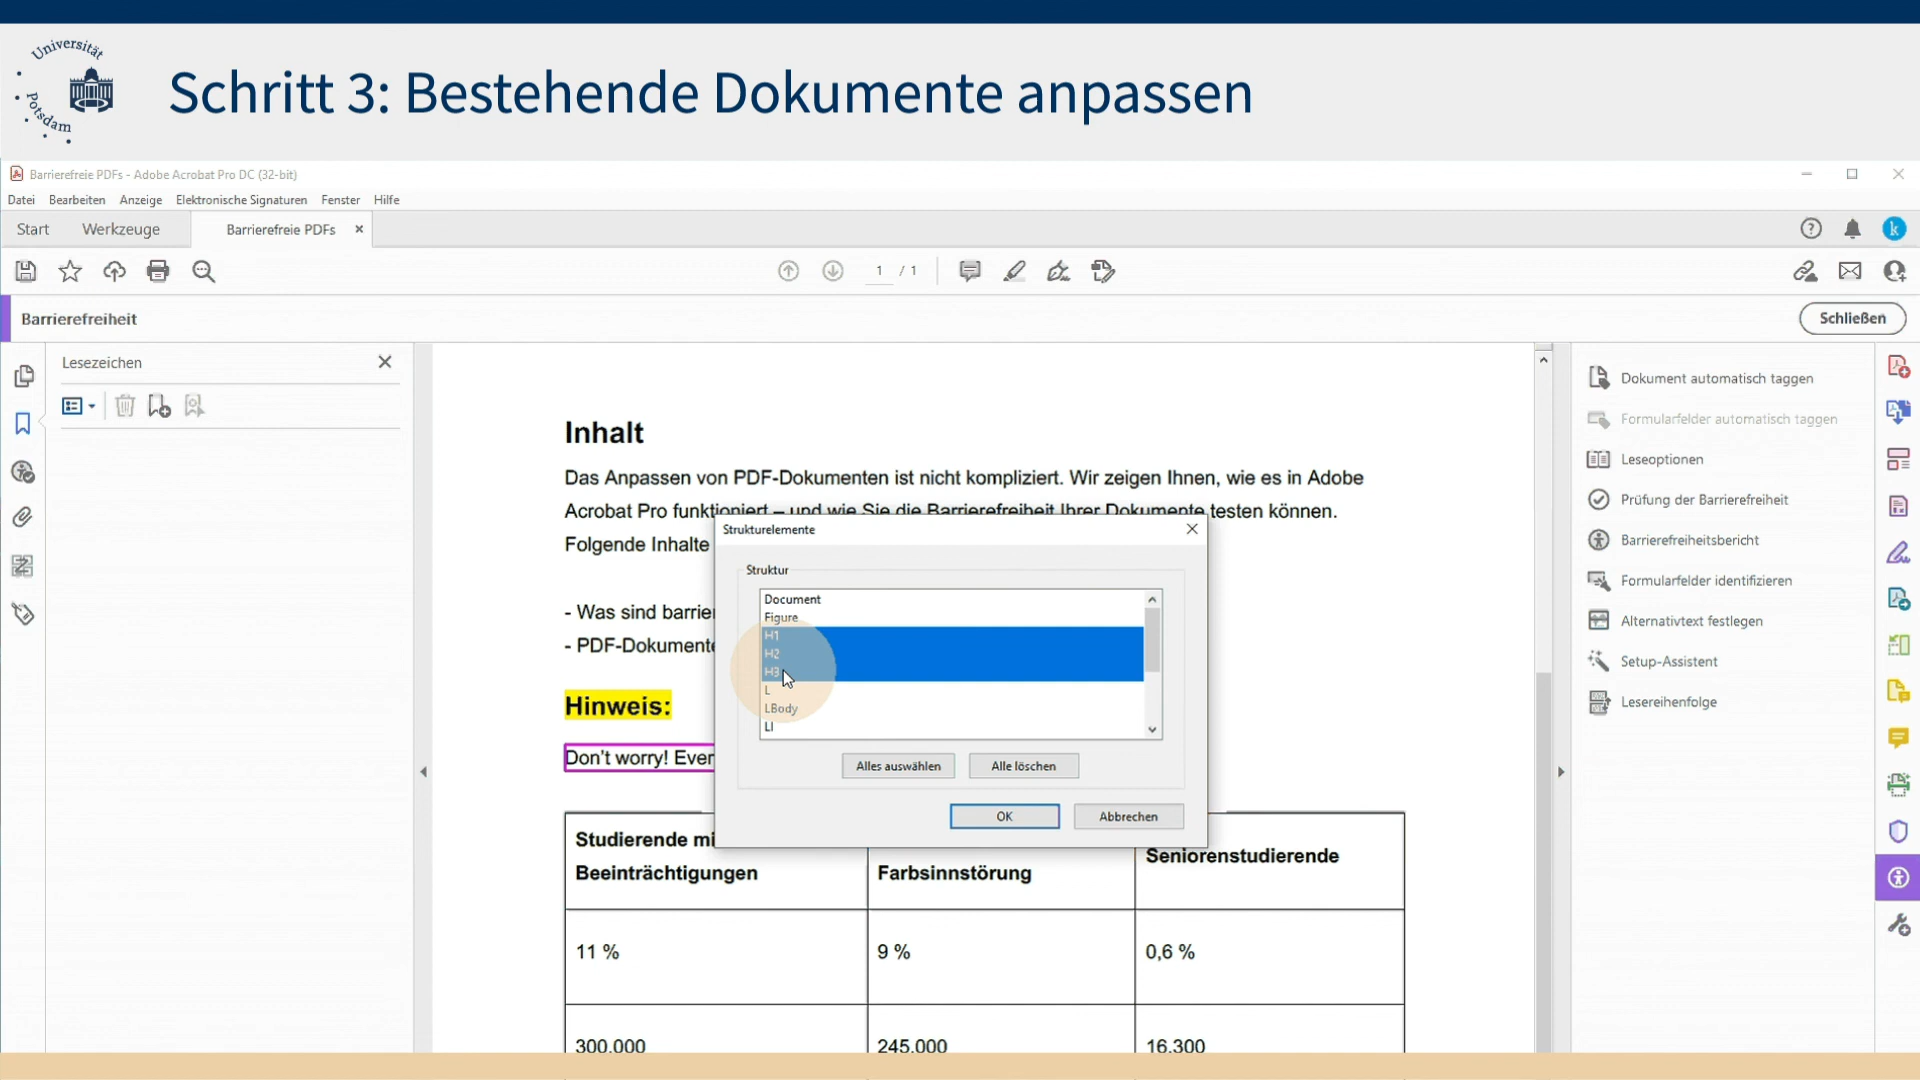 Universität
Potsdam
Schritt 3: Bestehende Dokumente anpassen
Barrierefreie PDFs - Adobe Acrobat Pro DC (32-bit)
Datei Bearbeiten Anzeige Elektronische Signaturen Fenster Hilfe
Start Werkzeuge Barrierefreie PDFs
k
1 / 1
Barrierefreiheit
Schließen
Lesezeichen
Inhalt
Das Anpassen von PDF-Dokumenten ist nicht kompliziert. Wir zeigen Ihnen, wie es in Adobe
Acrobat Pro funktioniert – und wie Sie die Barrierefreiheit Ihrer Dokumente testen können.
Folgende Inhalte
- Was sind barrier
- PDF-Dokumente
Hinweis:
Don't worry! Ever
Strukturelemente
Struktur
Document
Figure
H1
H2
H3
L
LBody
LI
Alles auswählen Alle löschen
OK Abbrechen
Studierende mi
Beeinträchtigungen
Farbsinnstörung
Seniorenstudierende
11 % 9 % 0,6 %
300.000 245.000 16.300
Dokument automatisch taggen
Formularfelder automatisch taggen
Leseoptionen
Prüfung der Barrierefreiheit
Barrierefreiheitsbericht
Formularfelder identifizieren
Alternativtext festlegen
Setup-Assistent
Lesereihenfolge